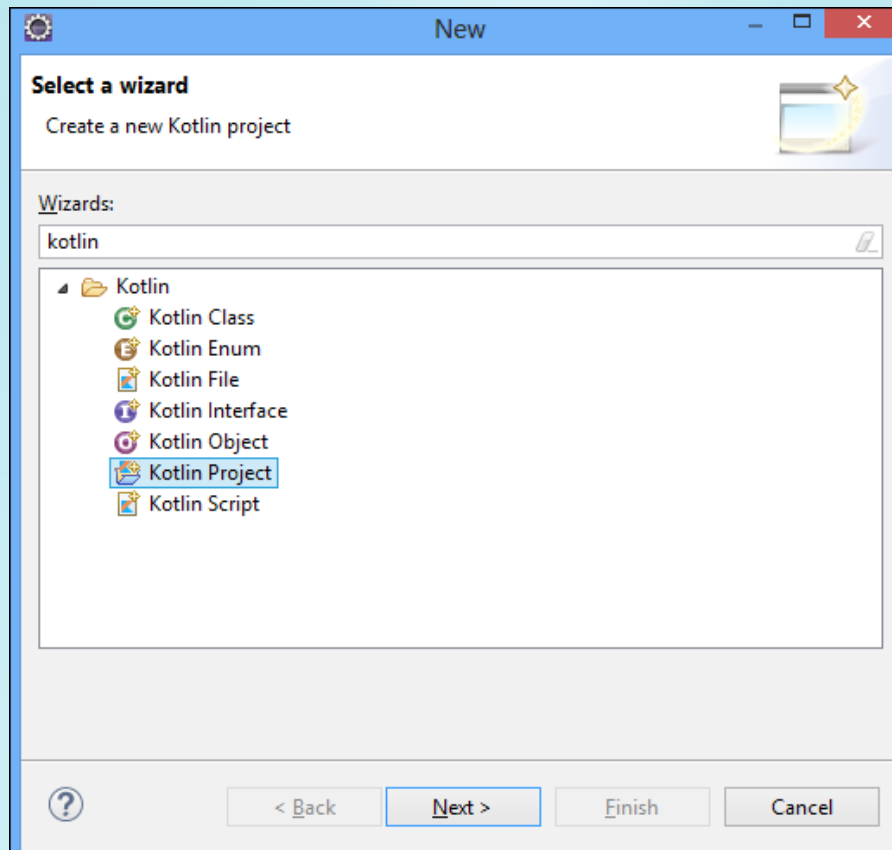 New
Select a wizard
Create a new Kotlin project
Wizards:
kotlin
Kotlin
Kotlin Class
Kotlin Enum
Kotlin File
Kotlin Interface
Kotlin Object
Kotlin Project
Kotlin Script
? < Back Next > Finish Cancel